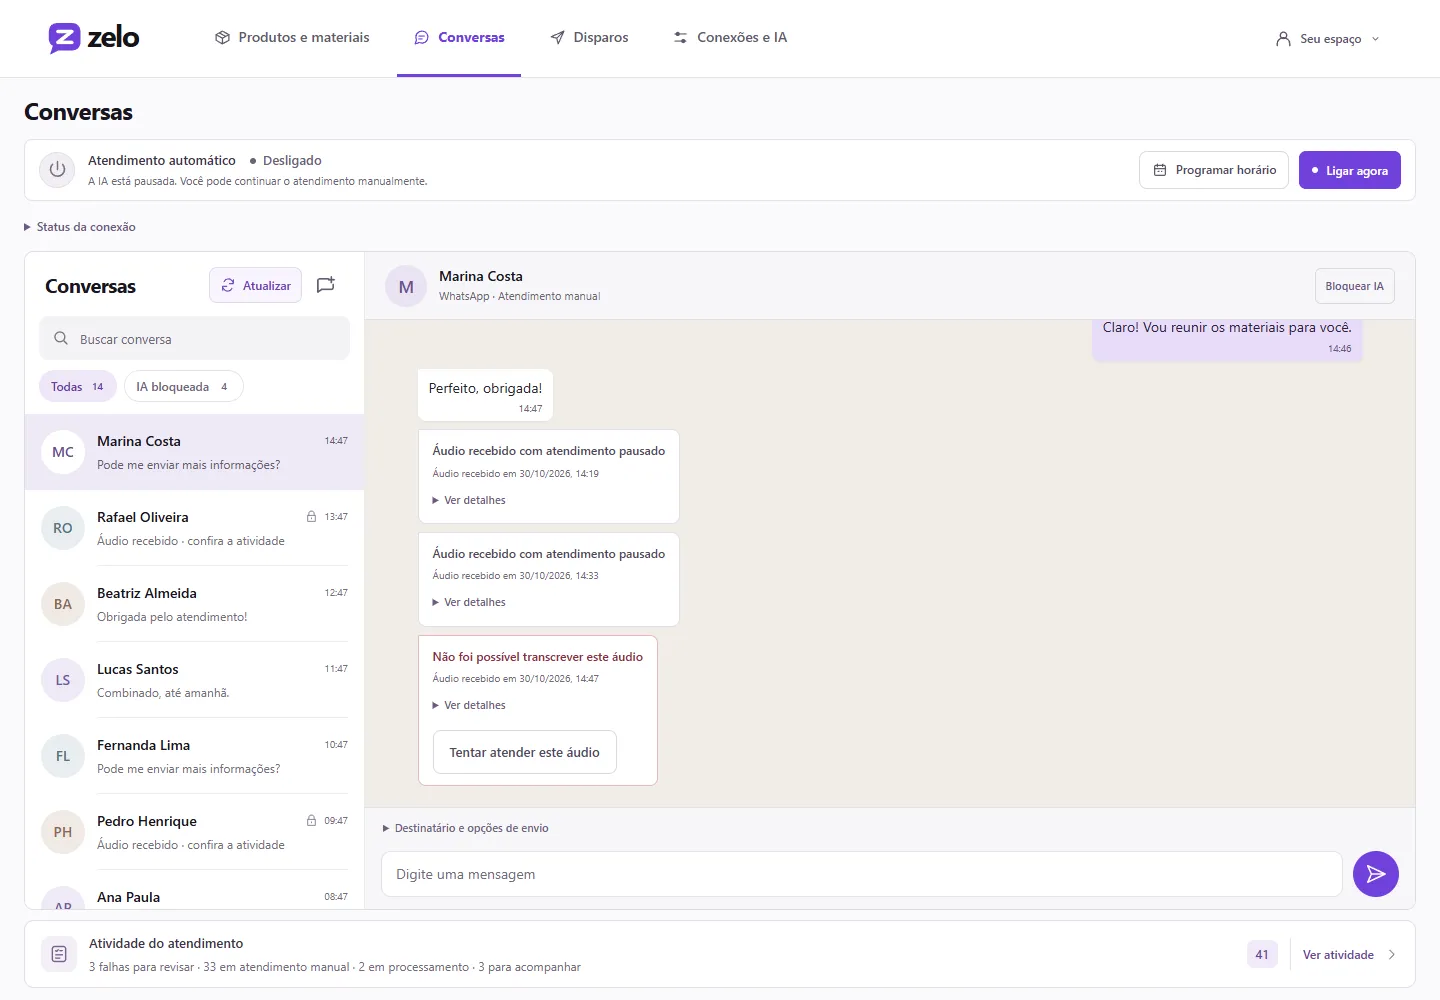 zelo
Produtos e materiais
Conversas
Disparos
Conexões e IA
Seu espaço
Conversas
Atendimento automático
Desligado
A IA está pausada. Você pode continuar o atendimento manualmente.
Programar horário
Ligar agora
Status da conexão
Conversas
Atualizar
Buscar conversa
Todas 14
IA bloqueada 4
MC
Marina Costa
14:47
Pode me enviar mais informações?
RO
Rafael Oliveira
13:47
Áudio recebido · confira a atividade
BA
Beatriz Almeida
12:47
Obrigada pelo atendimento!
LS
Lucas Santos
11:47
Combinado, até amanhã.
FL
Fernanda Lima
10:47
Pode me enviar mais informações?
PH
Pedro Henrique
09:47
Áudio recebido · confira a atividade
AP
Ana Paula
08:47
M
Marina Costa
WhatsApp · Atendimento manual
Bloquear IA
Claro! Vou reunir os materiais para você.
14:46
Perfeito, obrigada!
14:47
Áudio recebido com atendimento pausado
Áudio recebido em 30/10/2026, 14:19
Ver detalhes
Áudio recebido com atendimento pausado
Áudio recebido em 30/10/2026, 14:33
Ver detalhes
Não foi possível transcrever este áudio
Áudio recebido em 30/10/2026, 14:47
Ver detalhes
Tentar atender este áudio
Destinatário e opções de envio
Digite uma mensagem
Atividade do atendimento
3 falhas para revisar · 33 em atendimento manual · 2 em processamento · 3 para acompanhar
41
Ver atividade